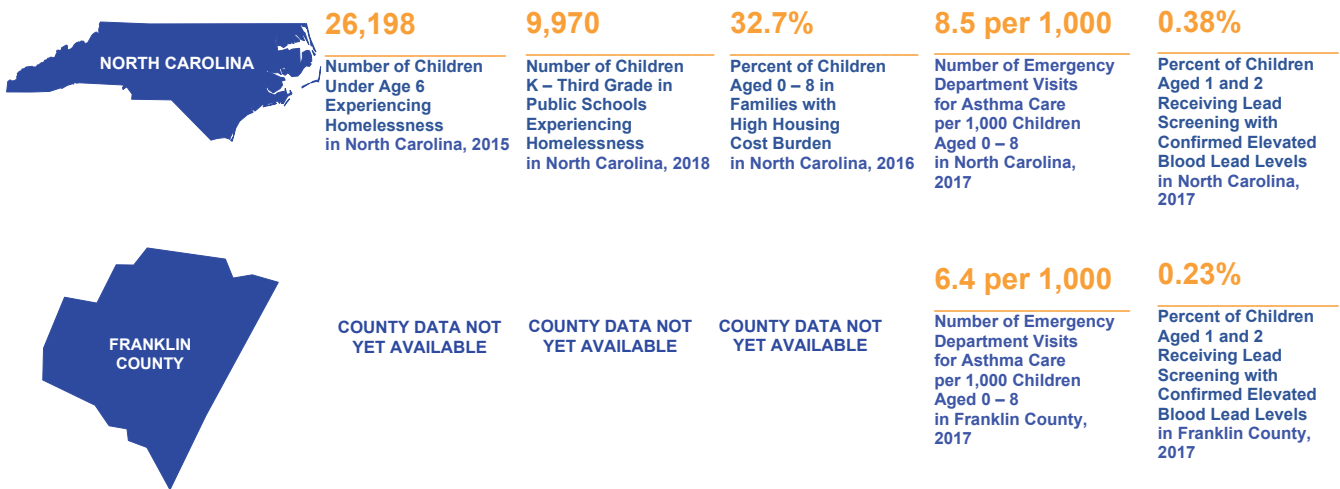 NORTH CAROLINA
26,198
Number of Children
Under Age 6
Experiencing
Homelessness
in North Carolina, 2015
9,970
Number of Children
K – Third Grade in
Public Schools
Experiencing
Homelessness
in North Carolina, 2018
32.7%
Percent of Children
Aged 0 – 8 in
Families with
High Housing
Cost Burden
in North Carolina, 2016
8.5 per 1,000
Number of Emergency
Department Visits
for Asthma Care
per 1,000 Children
Aged 0 – 8
in North Carolina,
2017
0.38%
Percent of Children
Aged 1 and 2
Receiving Lead
Screening with
Confirmed Elevated
Blood Lead Levels
in North Carolina,
2017
FRANKLIN
COUNTY
COUNTY DATA NOT
YET AVAILABLE
COUNTY DATA NOT
YET AVAILABLE
COUNTY DATA NOT
YET AVAILABLE
6.4 per 1,000
Number of Emergency
Department Visits
for Asthma Care
per 1,000 Children
Aged 0 – 8
in Franklin County,
2017
0.23%
Percent of Children
Aged 1 and 2
Receiving Lead
Screening with
Confirmed Elevated
Blood Lead Levels
in Franklin County,
2017